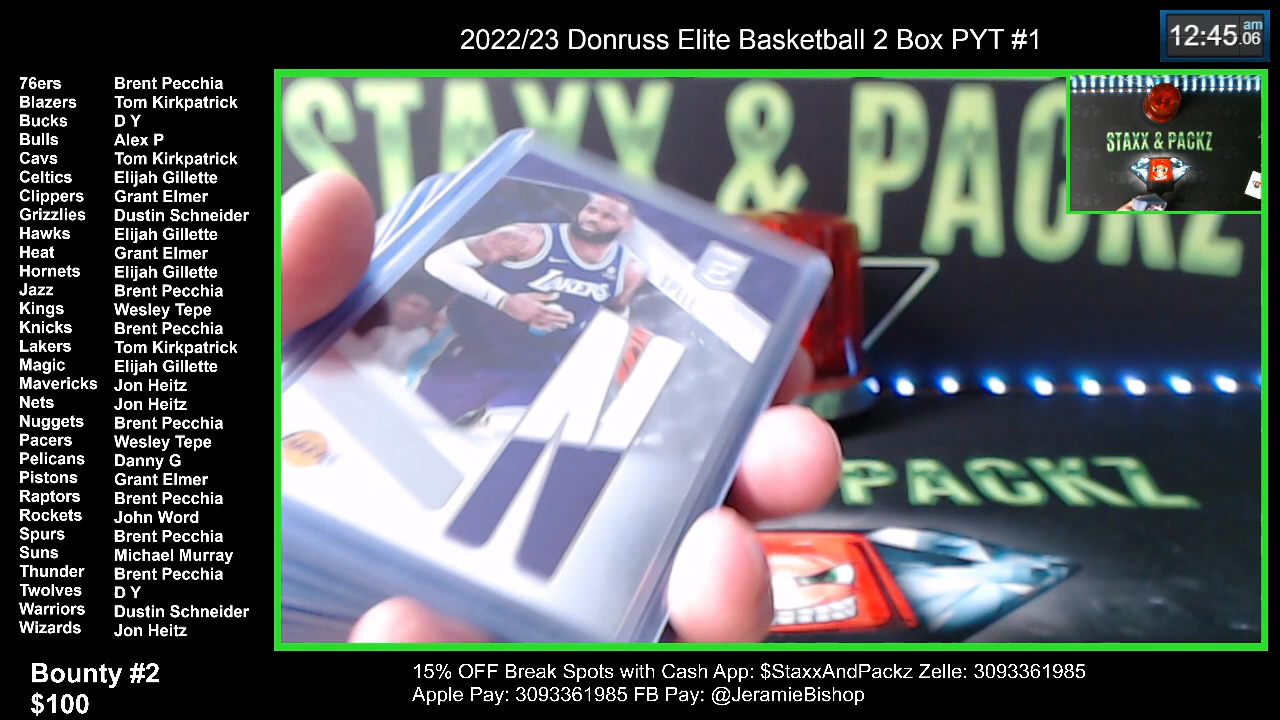 2022/23 Donruss Elite Basketball 2 Box PYT #1
12:45.06 am
76ers Brent Pecchia
Blazers Tom Kirkpatrick
Bucks D Y
Bulls Alex P
Cavs Tom Kirkpatrick
Celtics Elijah Gillette
Clippers Grant Elmer
Grizzlies Dustin Schneider
Hawks Elijah Gillette
Heat Grant Elmer
Hornets Elijah Gillette
Jazz Brent Pecchia
Kings Wesley Tepe
Knicks Brent Pecchia
Lakers Tom Kirkpatrick
Magic Elijah Gillette
Mavericks Jon Heitz
Nets Jon Heitz
Nuggets Brent Pecchia
Pacers Wesley Tepe
Pelicans Danny G
Pistons Grant Elmer
Raptors Brent Pecchia
Rockets John Word
Spurs Brent Pecchia
Suns Michael Murray
Thunder Brent Pecchia
Twolves D Y
Warriors Dustin Schneider
Wizards Jon Heitz
Bounty #2
$100
STAXX & PACKZ
STAXX & PACKZ
LAKERS
N
PACKZ
15% OFF Break Spots with Cash App: $StaxxAndPackz Zelle: 3093361985
Apple Pay: 3093361985 FB Pay: @JeramieBishop